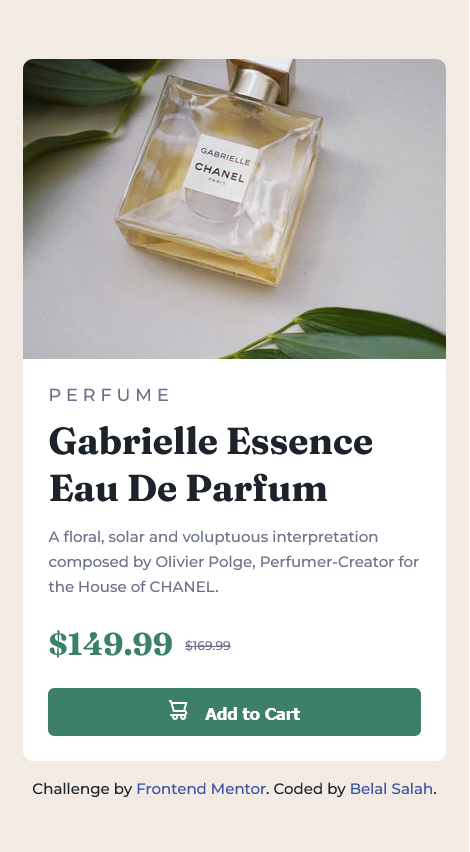 GABRIELLE
CHANEL
PARIS
PERFUME
Gabrielle Essence
Eau De Parfum
A floral, solar and voluptuous interpretation
composed by Olivier Polge, Perfumer-Creator for
the House of CHANEL.
$149.99 $169.99
Add to Cart
Challenge by Frontend Mentor. Coded by Belal Salah.